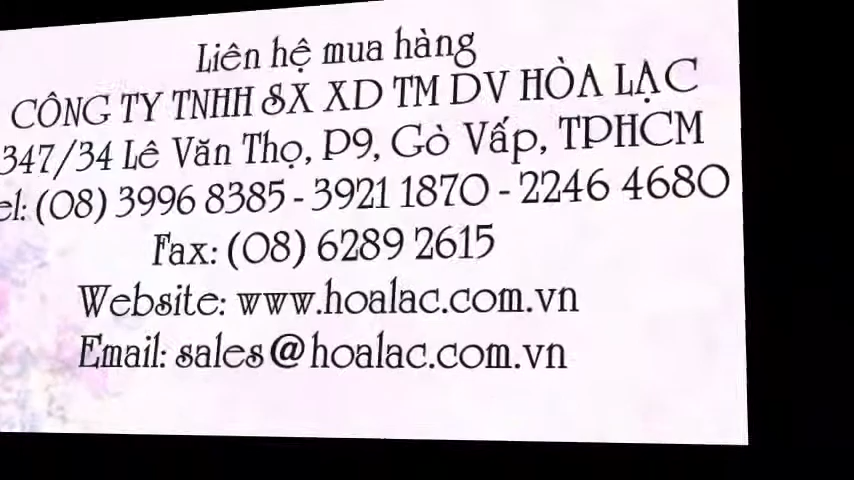 Liên hệ mua hàng
CÔNG TY TNHH SX XD TM DV HÒA LẠC
347/34 Lê Văn Thọ, P9, Gò Vấp, TPHCM
el: (08) 3996 8385 - 3921 1870 - 2246 4680
Fax: (08) 6289 2615
Website: www.hoalac.com.vn
Email: sales@hoalac.com.vn